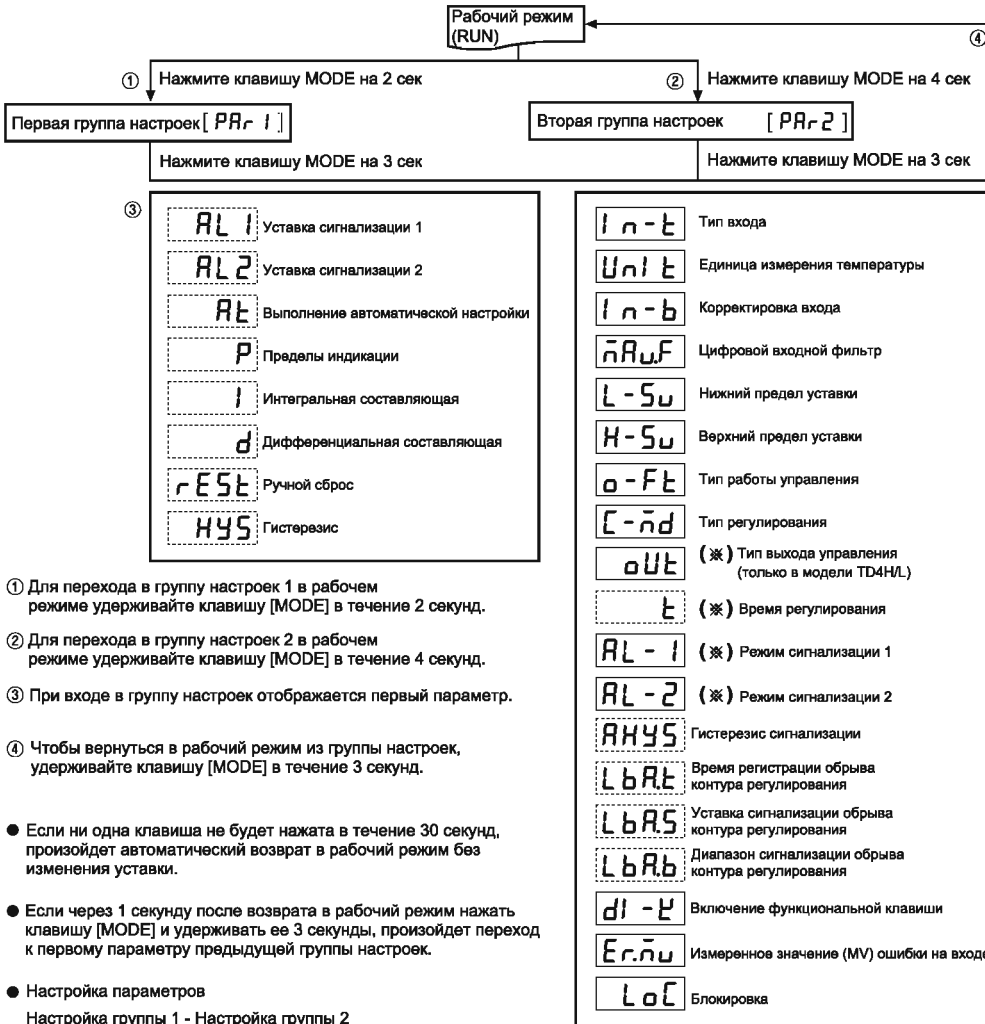 Рабочий режим
(RUN)
④
① Нажмите клавишу MODE на 2 сек
② Нажмите клавишу MODE на 4 сек
Первая группа настроек [ PAr 1 ]
Вторая группа настроек [ PAr2 ]
Нажмите клавишу MODE на 3 сек
Нажмите клавишу MODE на 3 сек
③
AL 1 Уставка сигнализации 1
AL2 Уставка сигнализации 2
At Выполнение автоматической настройки
P Пределы индикации
I Интегральная составляющая
d Дифференциальная составляющая
rESt Ручной сброс
HYS Гистерезис
① Для перехода в группу настроек 1 в рабочем
режиме удерживайте клавишу [MODE] в течение 2 секунд.
② Для перехода в группу настроек 2 в рабочем
режиме удерживайте клавишу [MODE] в течение 4 секунд.
③ При входе в группу настроек отображается первый параметр.
④ Чтобы вернуться в рабочий режим из группы настроек,
удерживайте клавишу [MODE] в течение 3 секунд.
● Если ни одна клавиша не будет нажата в течение 30 секунд,
произойдет автоматический возврат в рабочий режим без
изменения уставки.
● Если через 1 секунду после возврата в рабочий режим нажать
клавишу [MODE] и удерживать ее 3 секунды, произойдет переход
к первому параметру предыдущей группы настроек.
● Настройка параметров
Настройка группы 1 - Настройка группы 2
In-t Тип входа
UnIt Единица измерения температуры
In-b Корректировка входа
mAu.F Цифровой входной фильтр
L-Su Нижний предел уставки
H-Su Верхний предел уставки
o-Ft Тип работы управления
C-md Тип регулирования
oUt (※) Тип выхода управления
(только в модели TD4H/L)
t (※) Время регулирования
AL-1 (※) Режим сигнализации 1
AL-2 (※) Режим сигнализации 2
AHYS Гистерезис сигнализации
LbA.t Время регистрации обрыва
контура регулирования
LbA.S Уставка сигнализации обрыва
контура регулирования
LbA.b Диапазон сигнализации обрыва
контура регулирования
dI-K Включение функциональной клавиши
Er.mu Измеренное значение (MV) ошибки на входе
LoC Блокировка